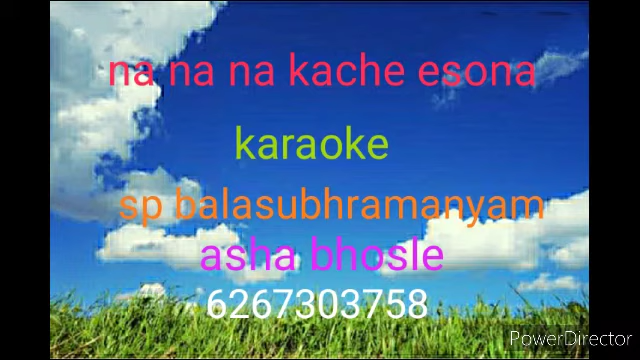 na na na kache esona
karaoke
sp balasubhramanyam
asha bhosle
6267303758
PowerDirector